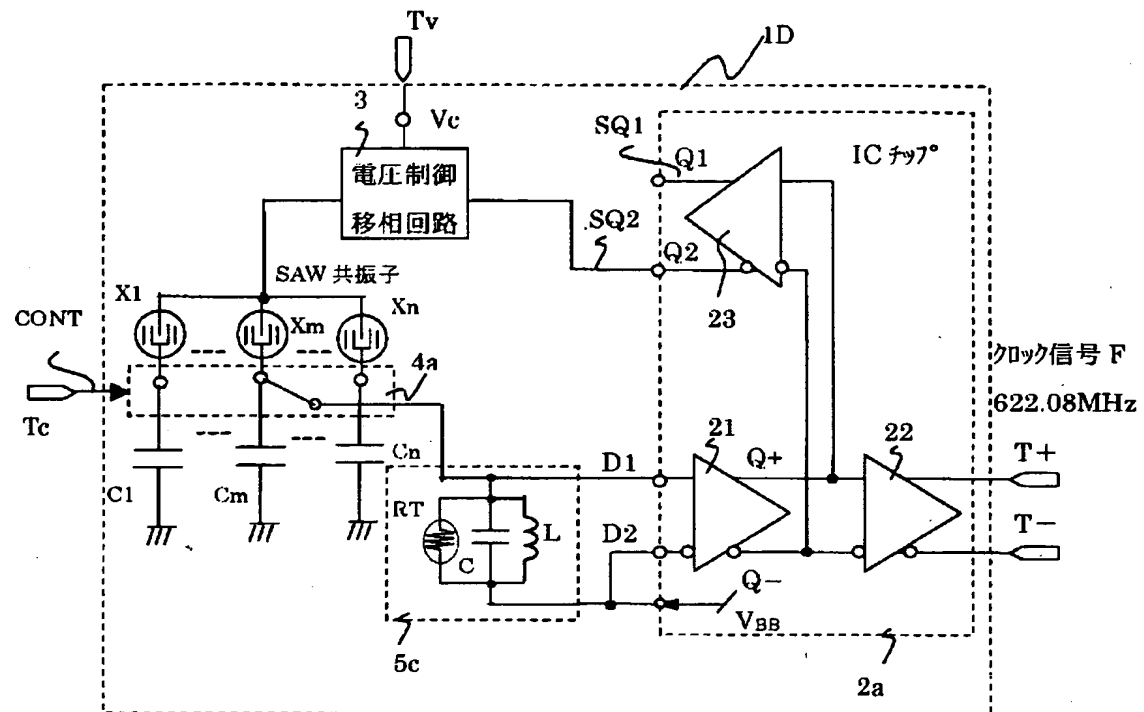 Tv
1D
3
Vc
SQ1
Q1
ICチップ
電圧制御
移相回路
SQ2
Q2
SAW共振子
X1
Xm
Xn
23
CONT
4a
クロック信号F
622.08MHz
Tc
C1
Cm
Cn
D1
21
Q+
22
T+
RT
C
L
D2
T-
Q-
VBB
5c
2a